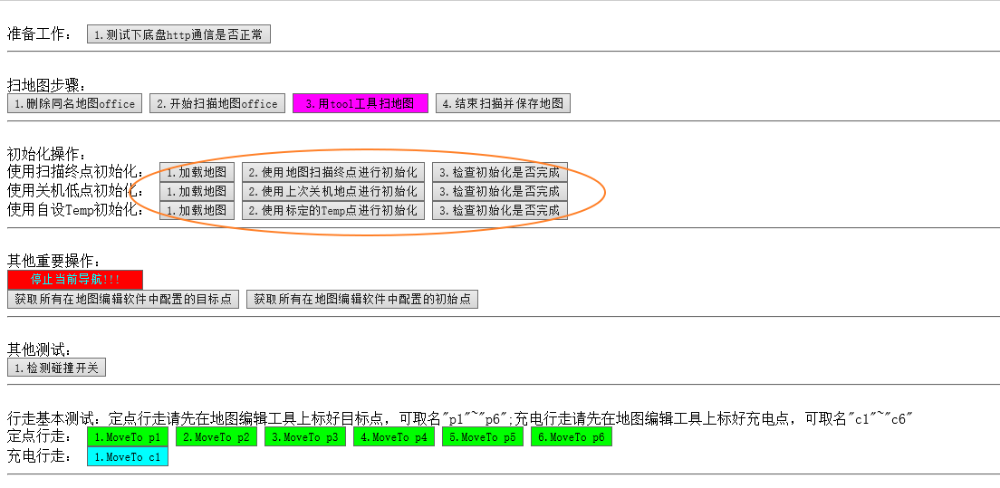 准备工作： 1.测试下底盘http通信是否正常
扫地图步骤：
1.删除同名地图office 2.开始扫描地图office 3.用tool工具扫地图 4.结束扫描并保存地图
初始化操作：
使用扫描终点初始化： 1.加载地图 2.使用地图扫描终点进行初始化 3.检查初始化是否完成
使用关机低点初始化： 1.加载地图 2.使用上次关机地点进行初始化 3.检查初始化是否完成
使用自设Temp初始化： 1.加载地图 2.使用标定的Temp点进行初始化 3.检查初始化是否完成
其他重要操作：
停止当前导航!!!
获取所有在地图编辑软件中配置的目标点 获取所有在地图编辑软件中配置的初始点
其他测试：
1.检测碰撞开关
行走基本测试：定点行走请先在地图编辑工具上标好目标点，可取名"p1"~"p6";充电行走请先在地图编辑工具上标好充电点，可取名"c1"~"c6"
定点行走： 1.MoveTo p1 2.MoveTo p2 3.MoveTo p3 4.MoveTo p4 5.MoveTo p5 6.MoveTo p6
充电行走： 1.MoveTo c1